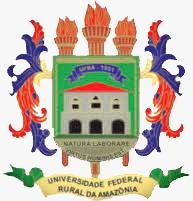 UFRA - 1951
NATURA LABORARE
UNIVERSIDADE FEDERAL
RURAL DA AMAZÔNIA